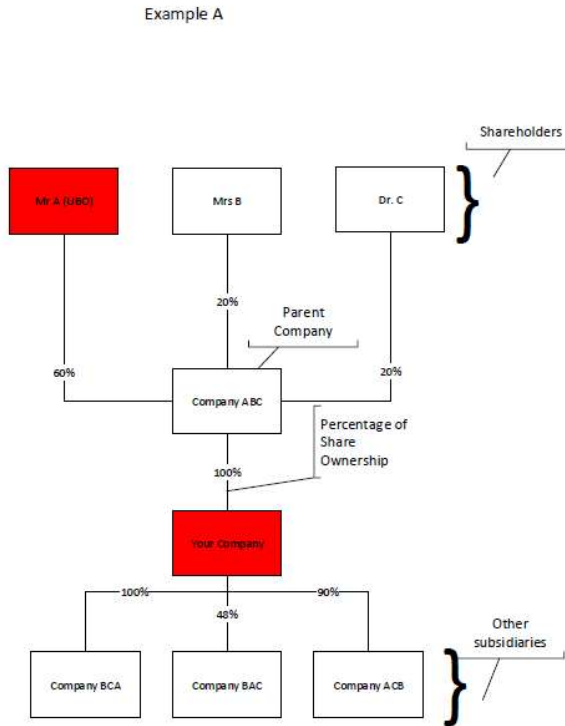 Example A
Shareholders
Mr A (UBO)
Mrs B
Dr. C
20%
Parent
Company
60%
20%
Company ABC
Percentage of
Share
Ownership
100%
Your Company
100%
48%
90%
Other
subsidiaries
Company BCA
Company BAC
Company ACB